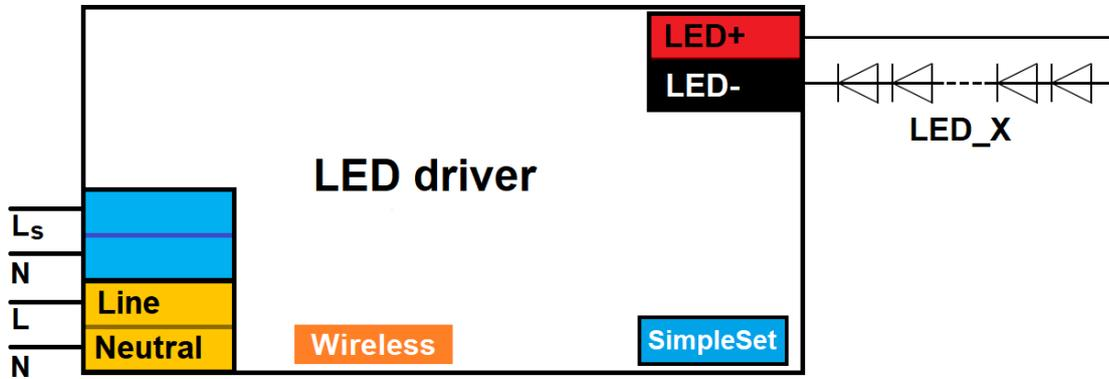 LED+
LED-
LED_X
LED driver
Ls
N
Line
L
Neutral
N
Wireless
SimpleSet